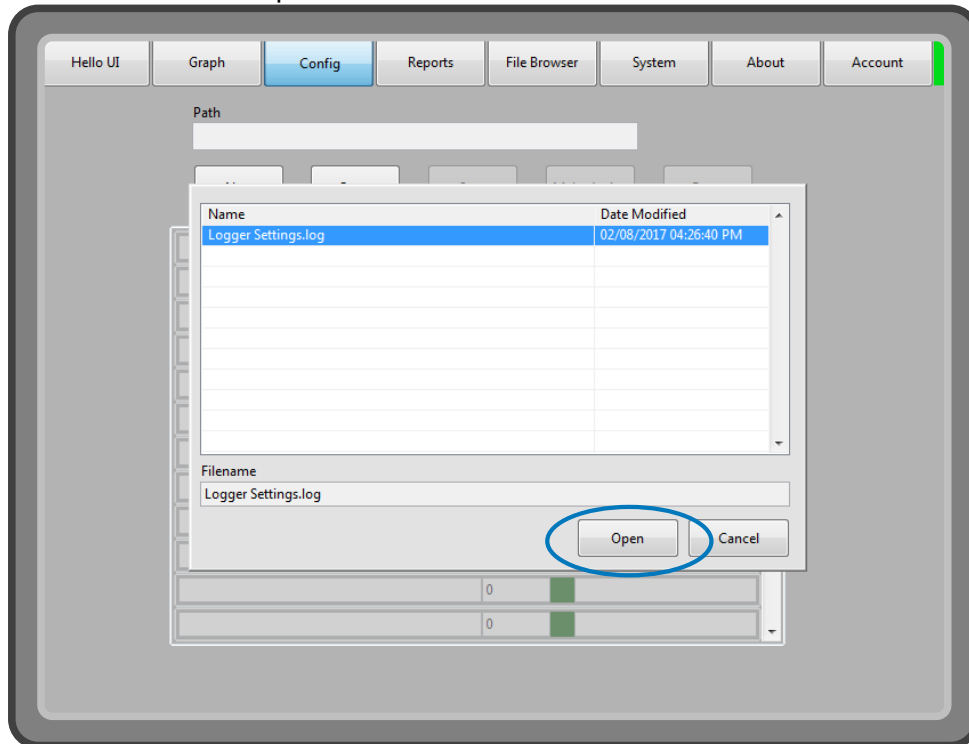 Hello UI Graph Config Reports File Browser System About Account
Path
Name Date Modified
Logger Settings.log 02/08/2017 04:26:40 PM
Filename
Logger Settings.log
Open Cancel
0
0